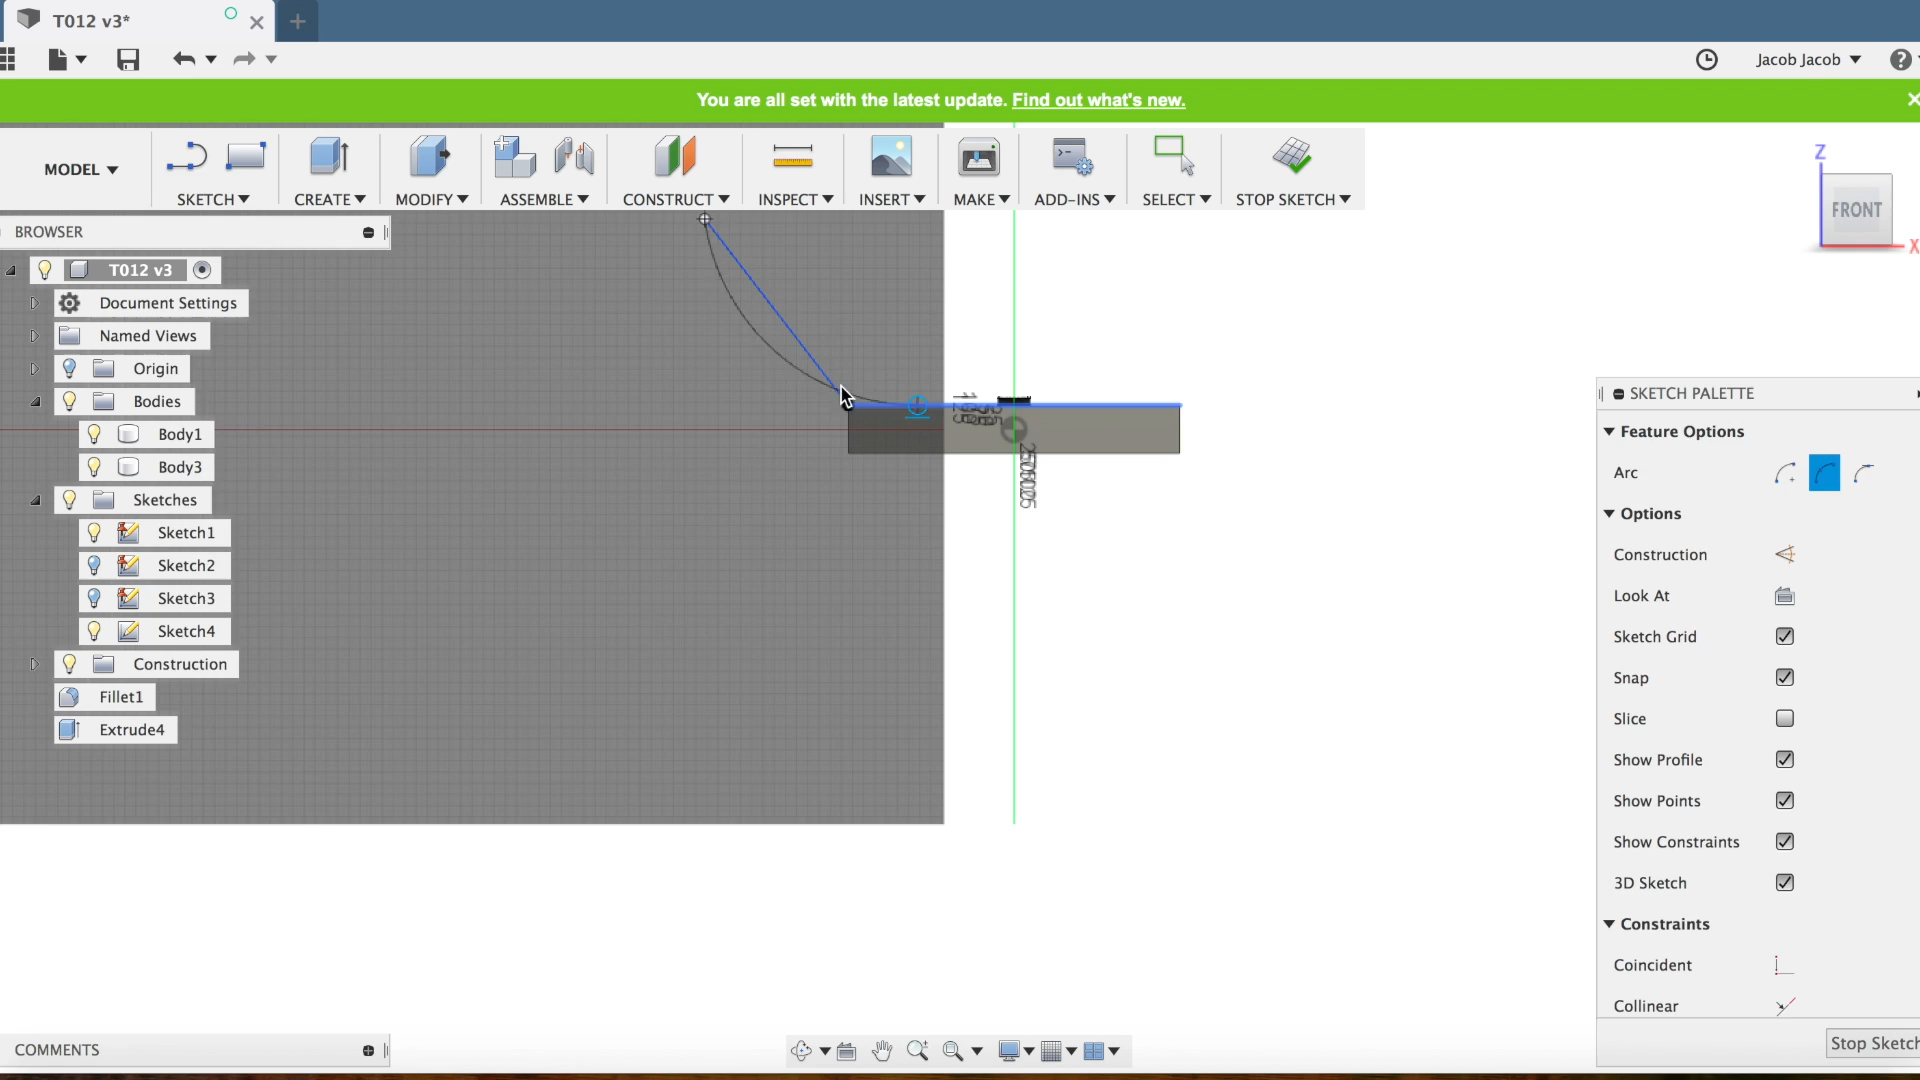 T012 v3*
Jacob Jacob
You are all set with the latest update. Find out what's new.
MODEL
SKETCH
CREATE
MODIFY
ASSEMBLE
CONSTRUCT
INSPECT
INSERT
MAKE
ADD-INS
SELECT
STOP SKETCH
Z
FRONT
X
BROWSER
T012 v3
Document Settings
Named Views
Origin
Bodies
Body1
Body3
Sketches
Sketch1
Sketch2
Sketch3
Sketch4
Construction
Fillet1
Extrude4
SKETCH PALETTE
Feature Options
Arc
Options
Construction
Look At
Sketch Grid
Snap
Slice
Show Profile
Show Points
Show Constraints
3D Sketch
Constraints
Coincident
Collinear
Stop Sketch
COMMENTS